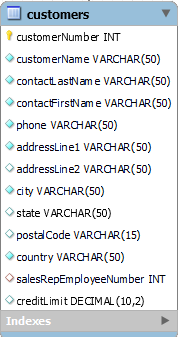 customers
customerNumber INT
customerName VARCHAR(50)
contactLastName VARCHAR(50)
contactFirstName VARCHAR(50)
phone VARCHAR(50)
addressLine1 VARCHAR(50)
addressLine2 VARCHAR(50)
city VARCHAR(50)
state VARCHAR(50)
postalCode VARCHAR(15)
country VARCHAR(50)
salesRepEmployeeNumber INT
creditLimit DECIMAL(10,2)
Indexes